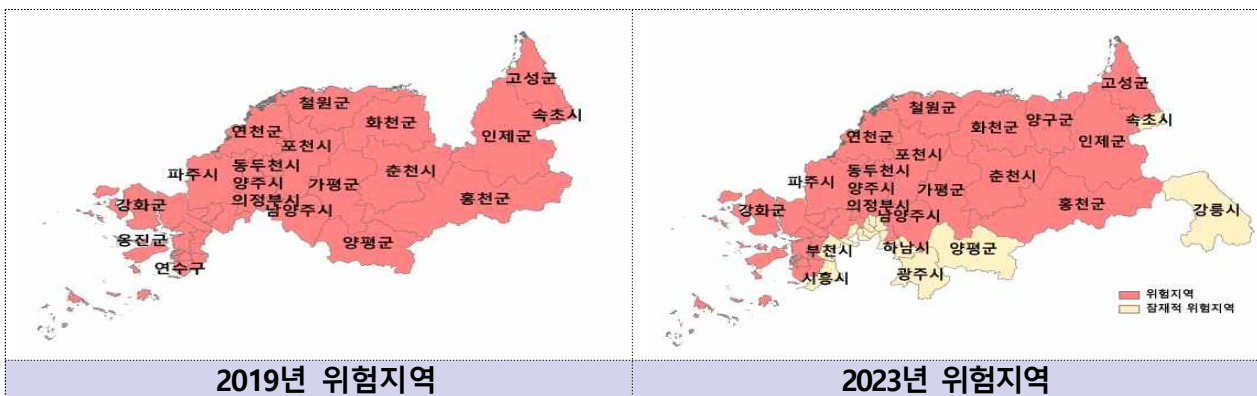 고성군
속초시
철원군
화천군
인제군
연천군
포천시
동두천시
춘천시
파주시
양주시
가평군
홍천군
의정부시
강화군
남양주시
옹진군
양평군
연수구
2019년 위험지역
고성군
속초시
철원군
화천군
양구군
인제군
연천군
포천시
동두천시
춘천시
파주시
양주시
가평군
홍천군
의정부시
강화군
남양주시
강릉시
부천시
하남시
양평군
시흥시
광주시
위험지역
잠재적 위험지역
2023년 위험지역